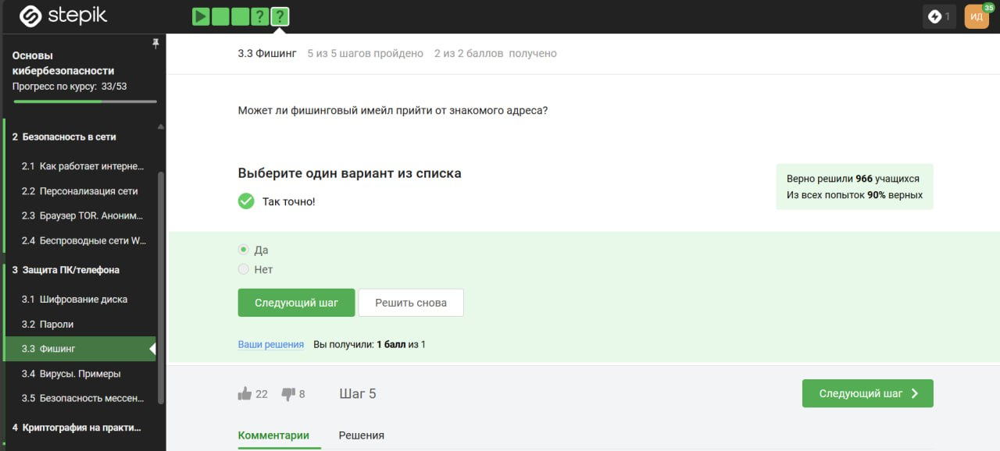 stepik
? ?
1
ИД
35
Основы
кибербезопасности
Прогресс по курсу: 33/53
2 Безопасность в сети
2.1 Как работает интерне...
2.2 Персонализация сети
2.3 Браузер TOR. Аноним...
2.4 Беспроводные сети W...
3 Защита ПК/телефона
3.1 Шифрование диска
3.2 Пароли
3.3 Фишинг
3.4 Вирусы. Примеры
3.5 Безопасность мессен...
4 Криптография на практи...
3.3 Фишинг 5 из 5 шагов пройдено 2 из 2 баллов получено
Может ли фишинговый имейл прийти от знакомого адреса?
Выберите один вариант из списка
Так точно!
Верно решили 966 учащихся
Из всех попыток 90% верных
Да
Нет
Следующий шаг Решить снова
Ваши решения Вы получили: 1 балл из 1
22 8 Шаг 5
Следующий шаг
Комментарии Решения